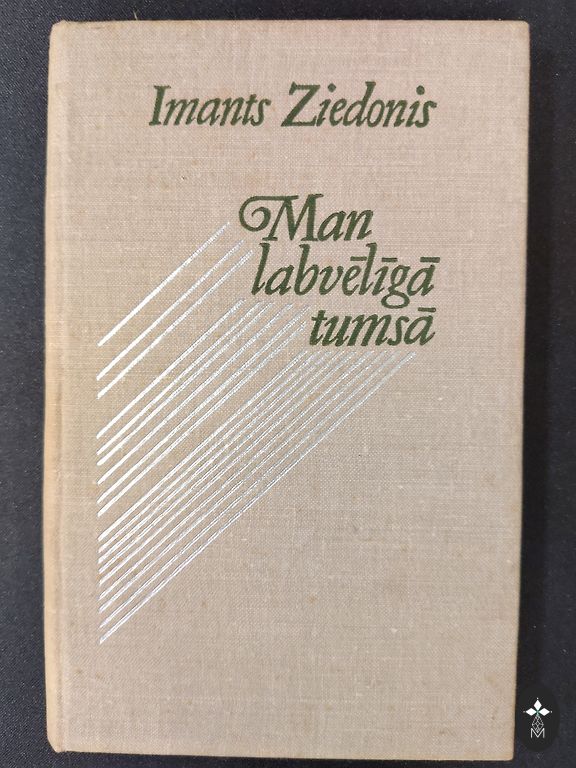 Imants Ziedonis
Man
labvēlīgā
tumsā
M